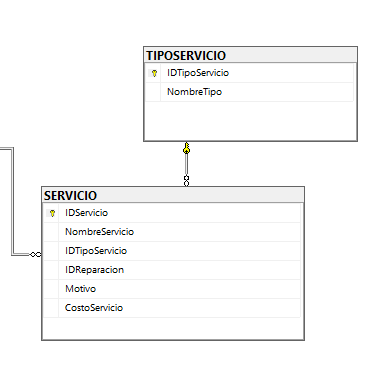 TIPOSERVICIO
IDTipoServicio
NombreTipo
SERVICIO
IDServicio
NombreServicio
IDTipoServicio
IDReparacion
Motivo
CostoServicio